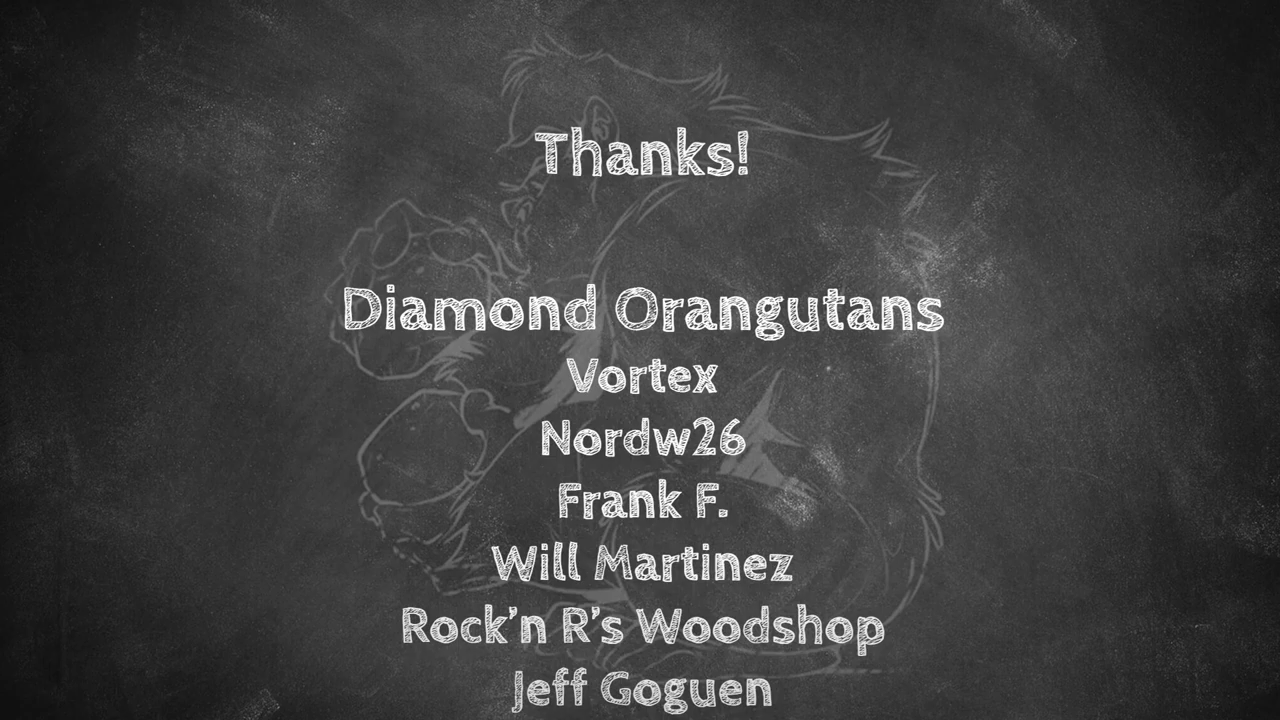 Thanks!
Diamond Orangutans
Vortex
Nordw26
Frank F.
Will Martinez
Rock'n R's Woodshop
Jeff Goguen